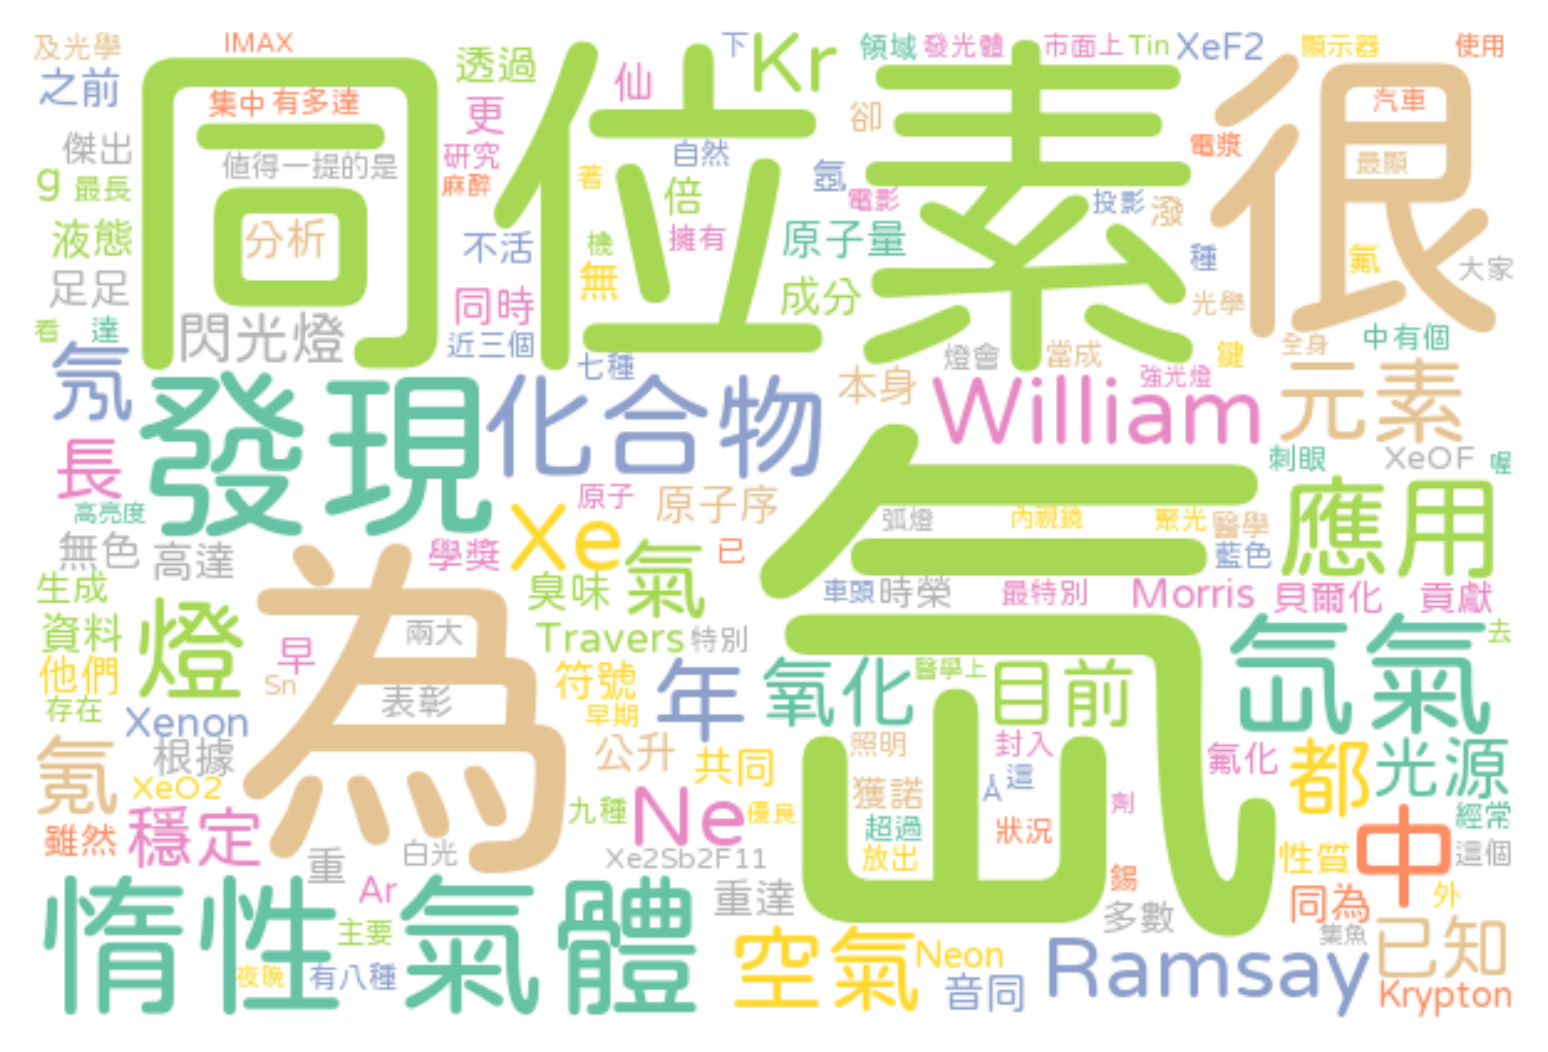 及光學
IMAX
透過
下
Kr
領域
發光體
市面上
Tin
XeF2
顯示器
使用
之前
集中
有多達
仙
更
卻
汽車
同位素
很
傑出
值得一提的是
研究
自然
電漿
最顯
g
最長
麻醉
著
倍
氬
電影
投影
潑
液態
分析
不活
機
擁有
原子量
種
氟
大家
足足
同時
無
成分
光學
看
達
閃光燈
近三個
燈會
當成
鍵
全身
中有個
氖
發現
化合物
七種
本身
William
強光燈
元素
長
刺眼
XeOF
喔
高亮度
原子
原子序
弧燈
內視鏡
聚光
醫學
應用
無色
高達
學獎
Xe
已
氙
藍色
生成
為
臭味
氣
車頭
時榮
最特別
Morris
貝爾化
貢獻
資料
燈
早
兩大
Travers
特別
氙氣
去
他們
Sn
表彰
符號
年
氧化
醫學上
目前
存在
Xenon
早期
氪
根據
公升
共同
照明
封入
氟化
都
光源
XeO2
九種
Ne
優良
獲諾
Å
這
劑
經常
雖然
穩定
重
白光
Xe2Sb2F11
超過
放出
狀況
性質
中
這個
惰性氣體
Ar
重達
錫
多數
同為
外
主要
空氣
Neon
集魚
已知
夜晚
有八種
音同
Ramsay
Krypton